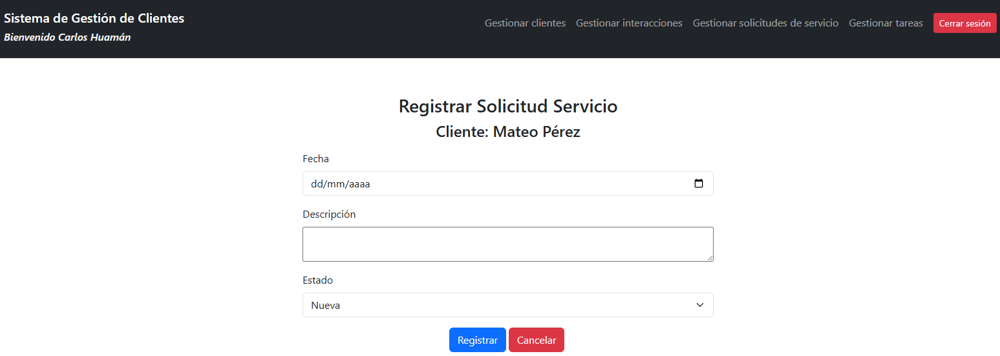 Sistema de Gestión de Clientes
Bienvenido Carlos Huamán
Gestionar clientes Gestionar interacciones Gestionar solicitudes de servicio Gestionar tareas Cerrar sesión
Registrar Solicitud Servicio
Cliente: Mateo Pérez
Fecha
dd/mm/aaaa
Descripción
Estado
Nueva
Registrar Cancelar